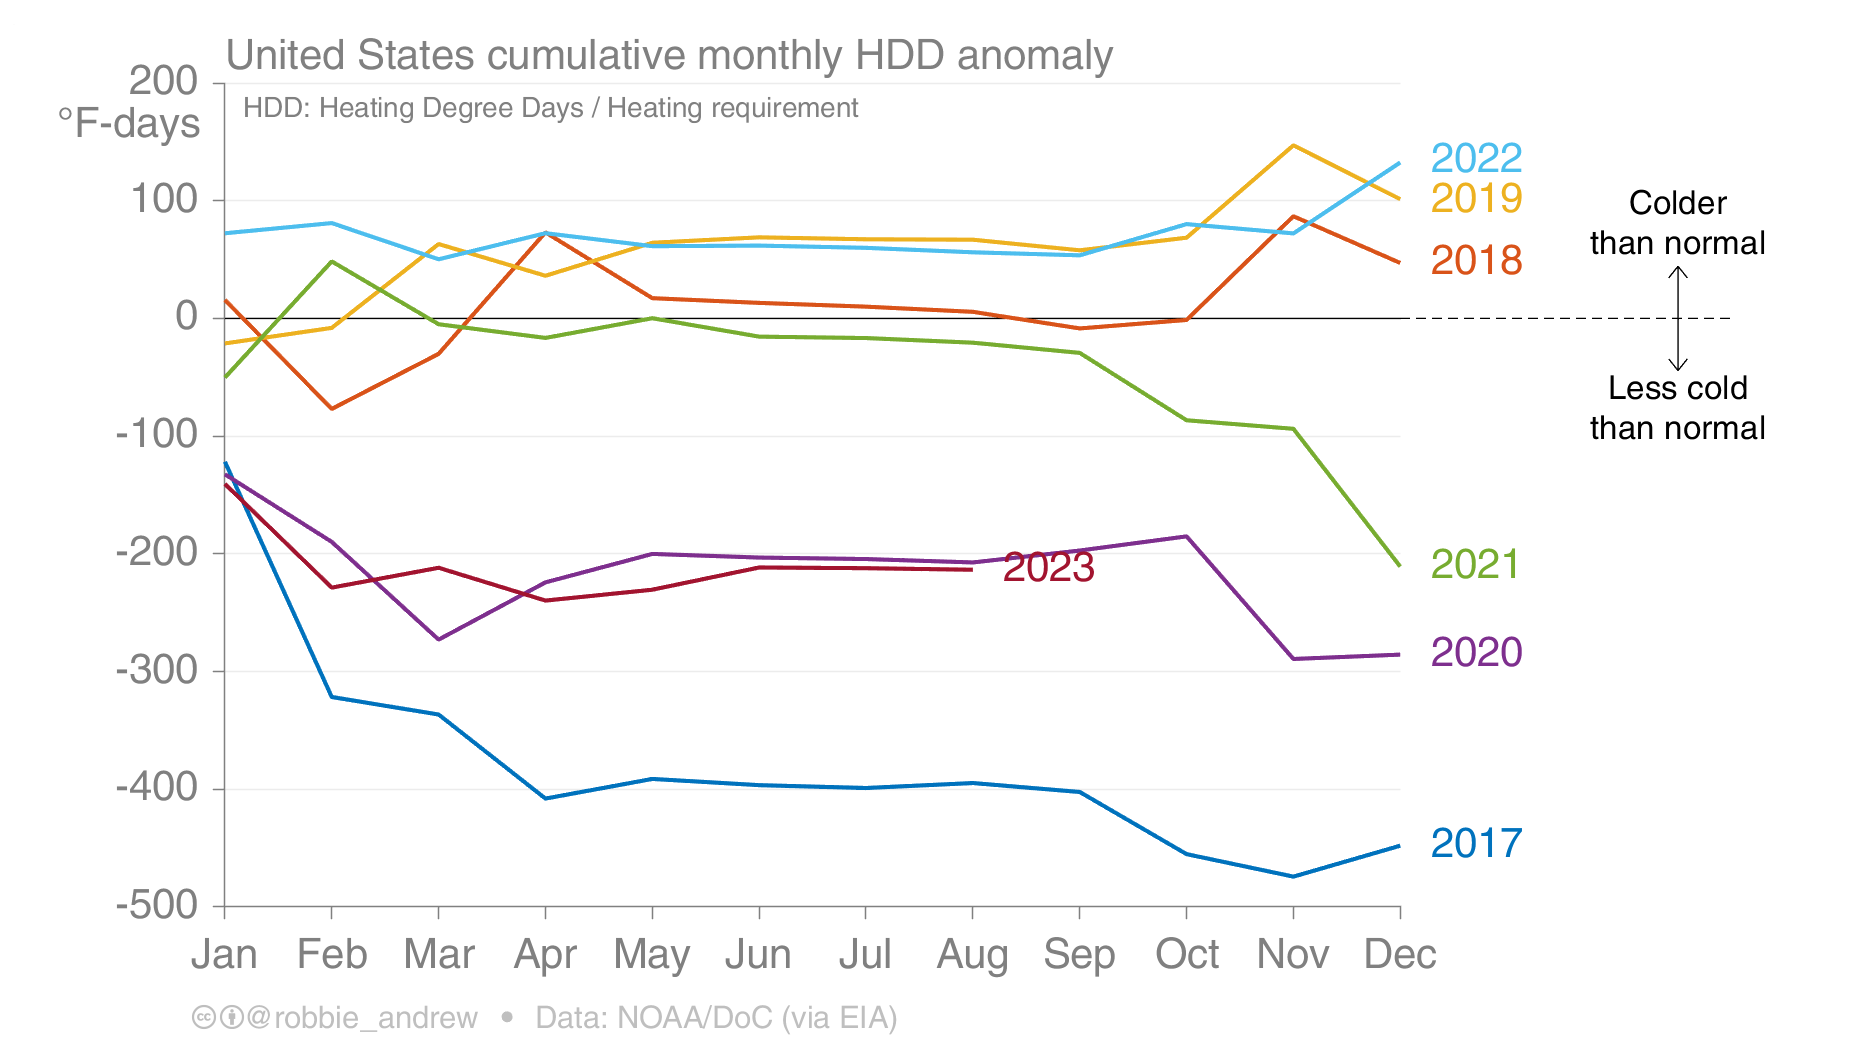 United States cumulative monthly HDD anomaly
200
°F-days
HDD: Heating Degree Days / Heating requirement
100
0
-100
-200
-300
-400
-500
2022
2019
2018
2021
2023
2020
2017
Colder
than normal
Less cold
than normal
Jan Feb Mar Apr May Jun Jul Aug Sep Oct Nov Dec
cc @robbie_andrew • Data: NOAA/DoC (via EIA)